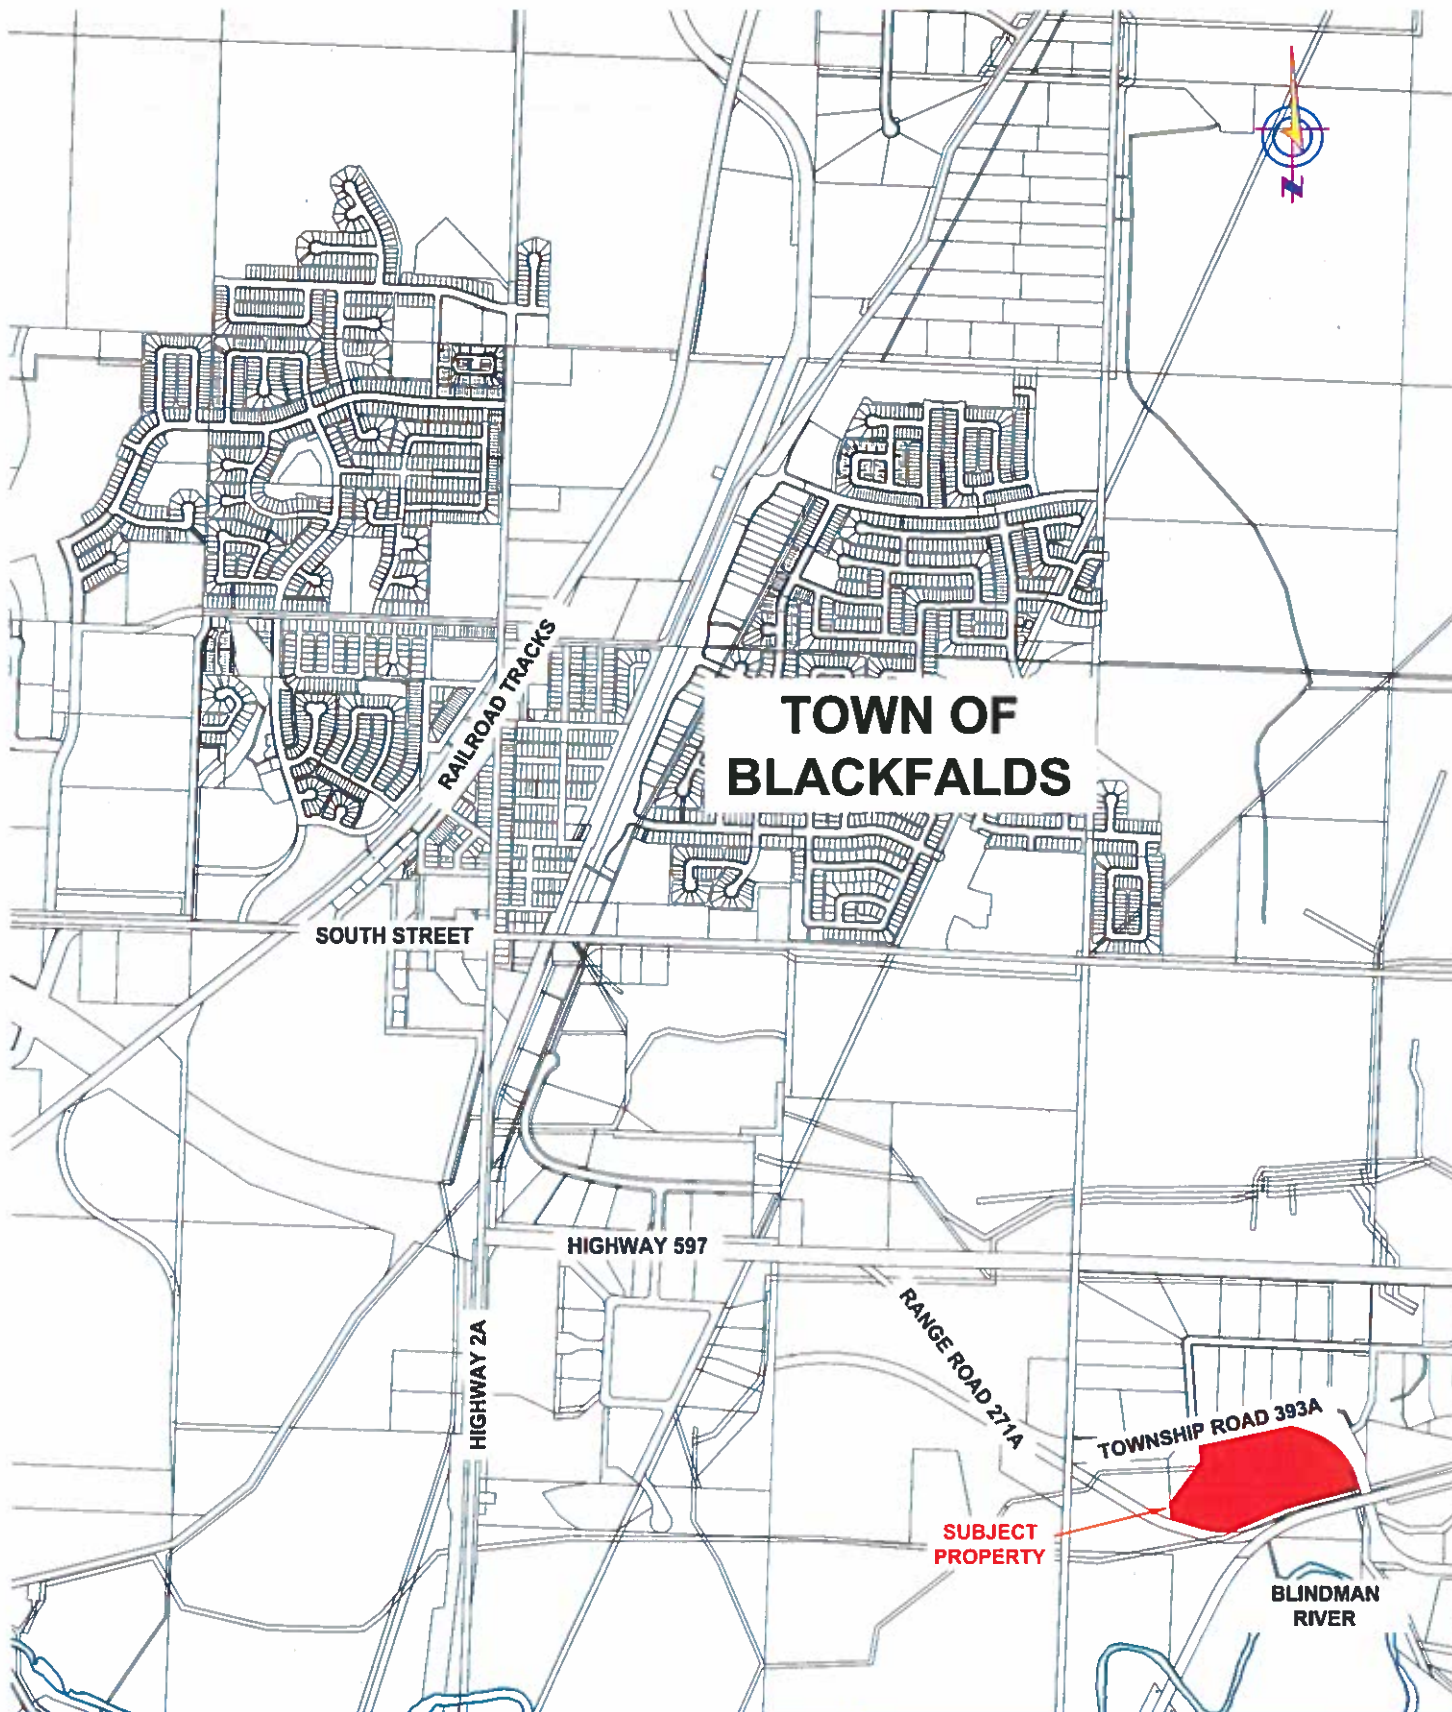 N
RAILROAD TRACKS
TOWN OF
BLACKFALDS
SOUTH STREET
HIGHWAY 597
HIGHWAY 2A
RANGE ROAD 271A
TOWNSHIP ROAD 393A
SUBJECT
PROPERTY
BLINDMAN
RIVER